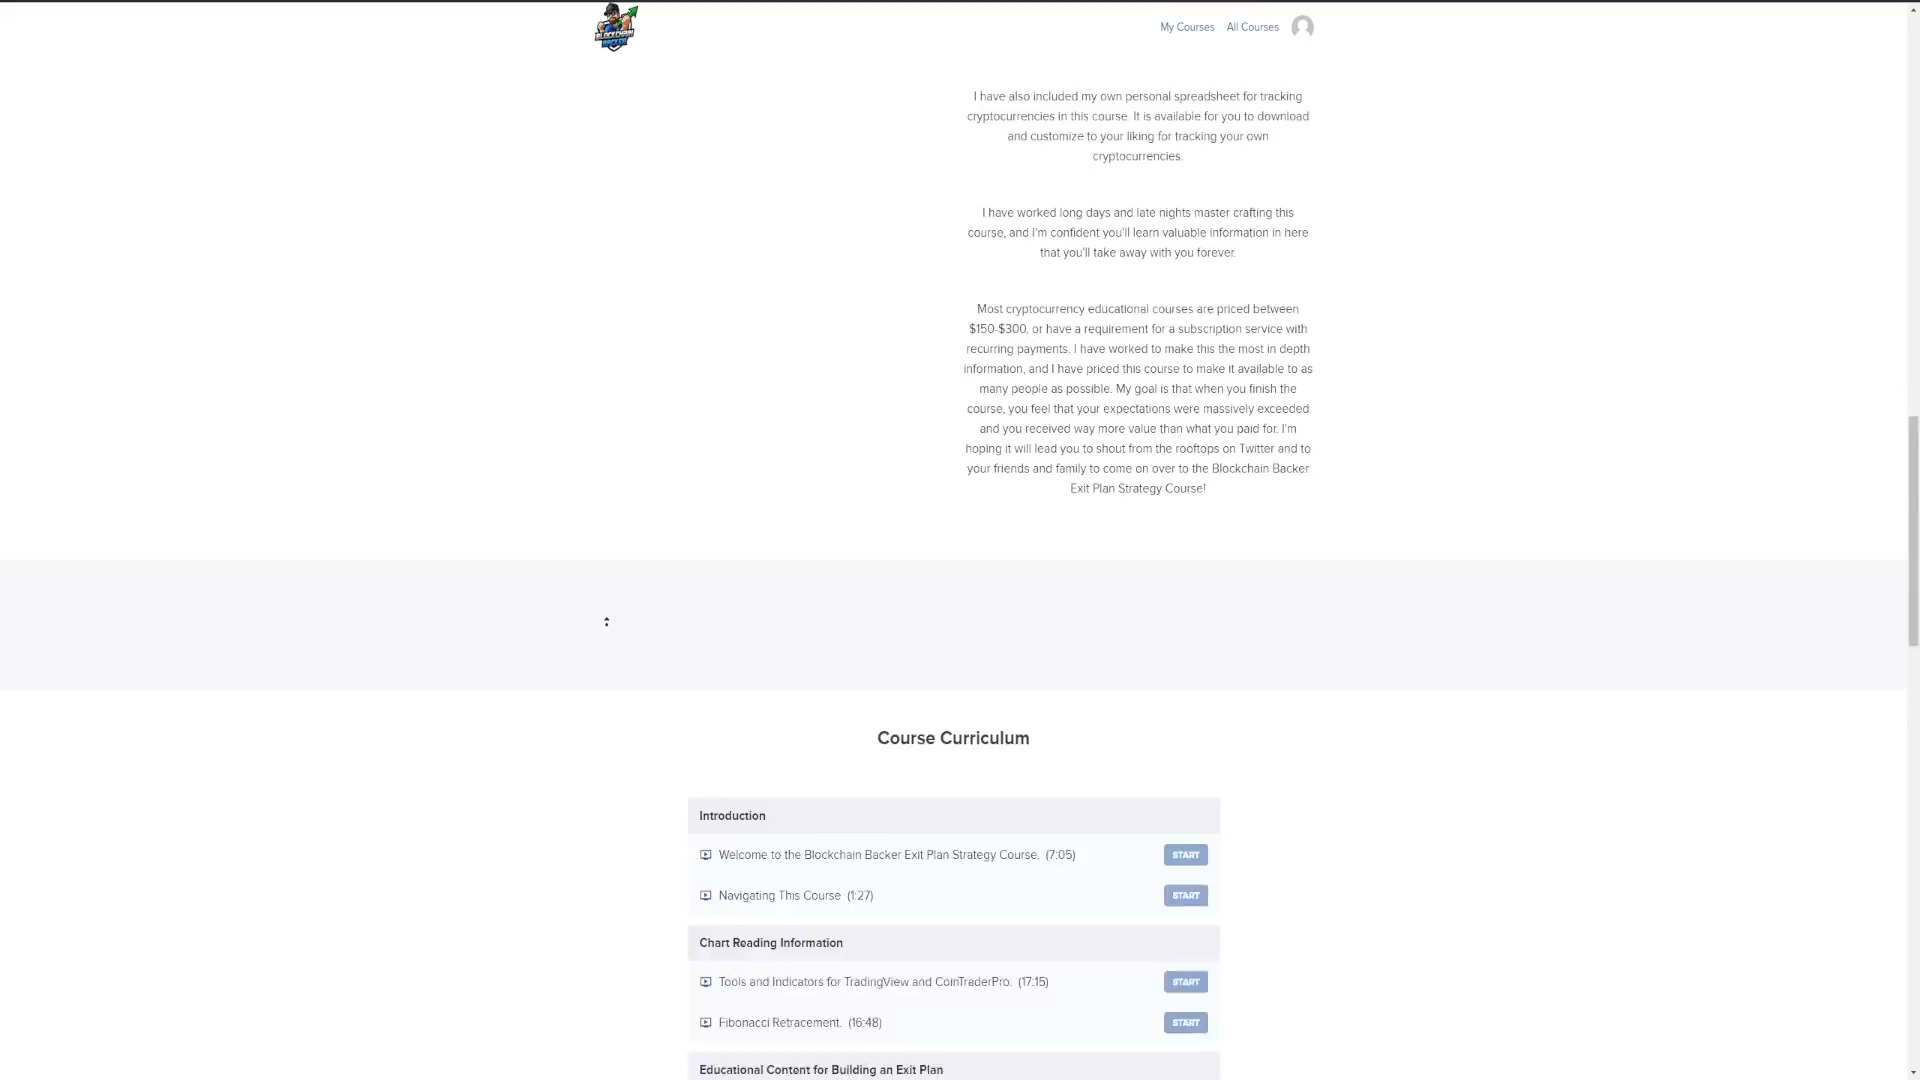 BLOCKCHAIN
BACKER
My Courses
All Courses
I have also included my own personal spreadsheet for tracking
cryptocurrencies in this course. It is available for you to download
and customize to your liking for tracking your own
cryptocurrencies.
I have worked long days and late nights master crafting this
course, and I'm confident you'll learn valuable information in here
that you'll take away with you forever.
Most cryptocurrency educational courses are priced between
$150-$300, or have a requirement for a subscription service with
recurring payments. I have worked to make this the most in depth
information, and I have priced this course to make it available to as
many people as possible. My goal is that when you finish the
course, you feel that your expectations were massively exceeded
and you received way more value than what you paid for. I'm
hoping it will lead you to shout from the rooftops on Twitter and to
your friends and family to come on over to the Blockchain Backer
Exit Plan Strategy Course!
Course Curriculum
Introduction
Welcome to the Blockchain Backer Exit Plan Strategy Course. (7:05)
START
Navigating This Course (1:27)
START
Chart Reading Information
Tools and Indicators for TradingView and CoinTraderPro. (17:15)
START
Fibonacci Retracement. (16:48)
START
Educational Content for Building an Exit Plan